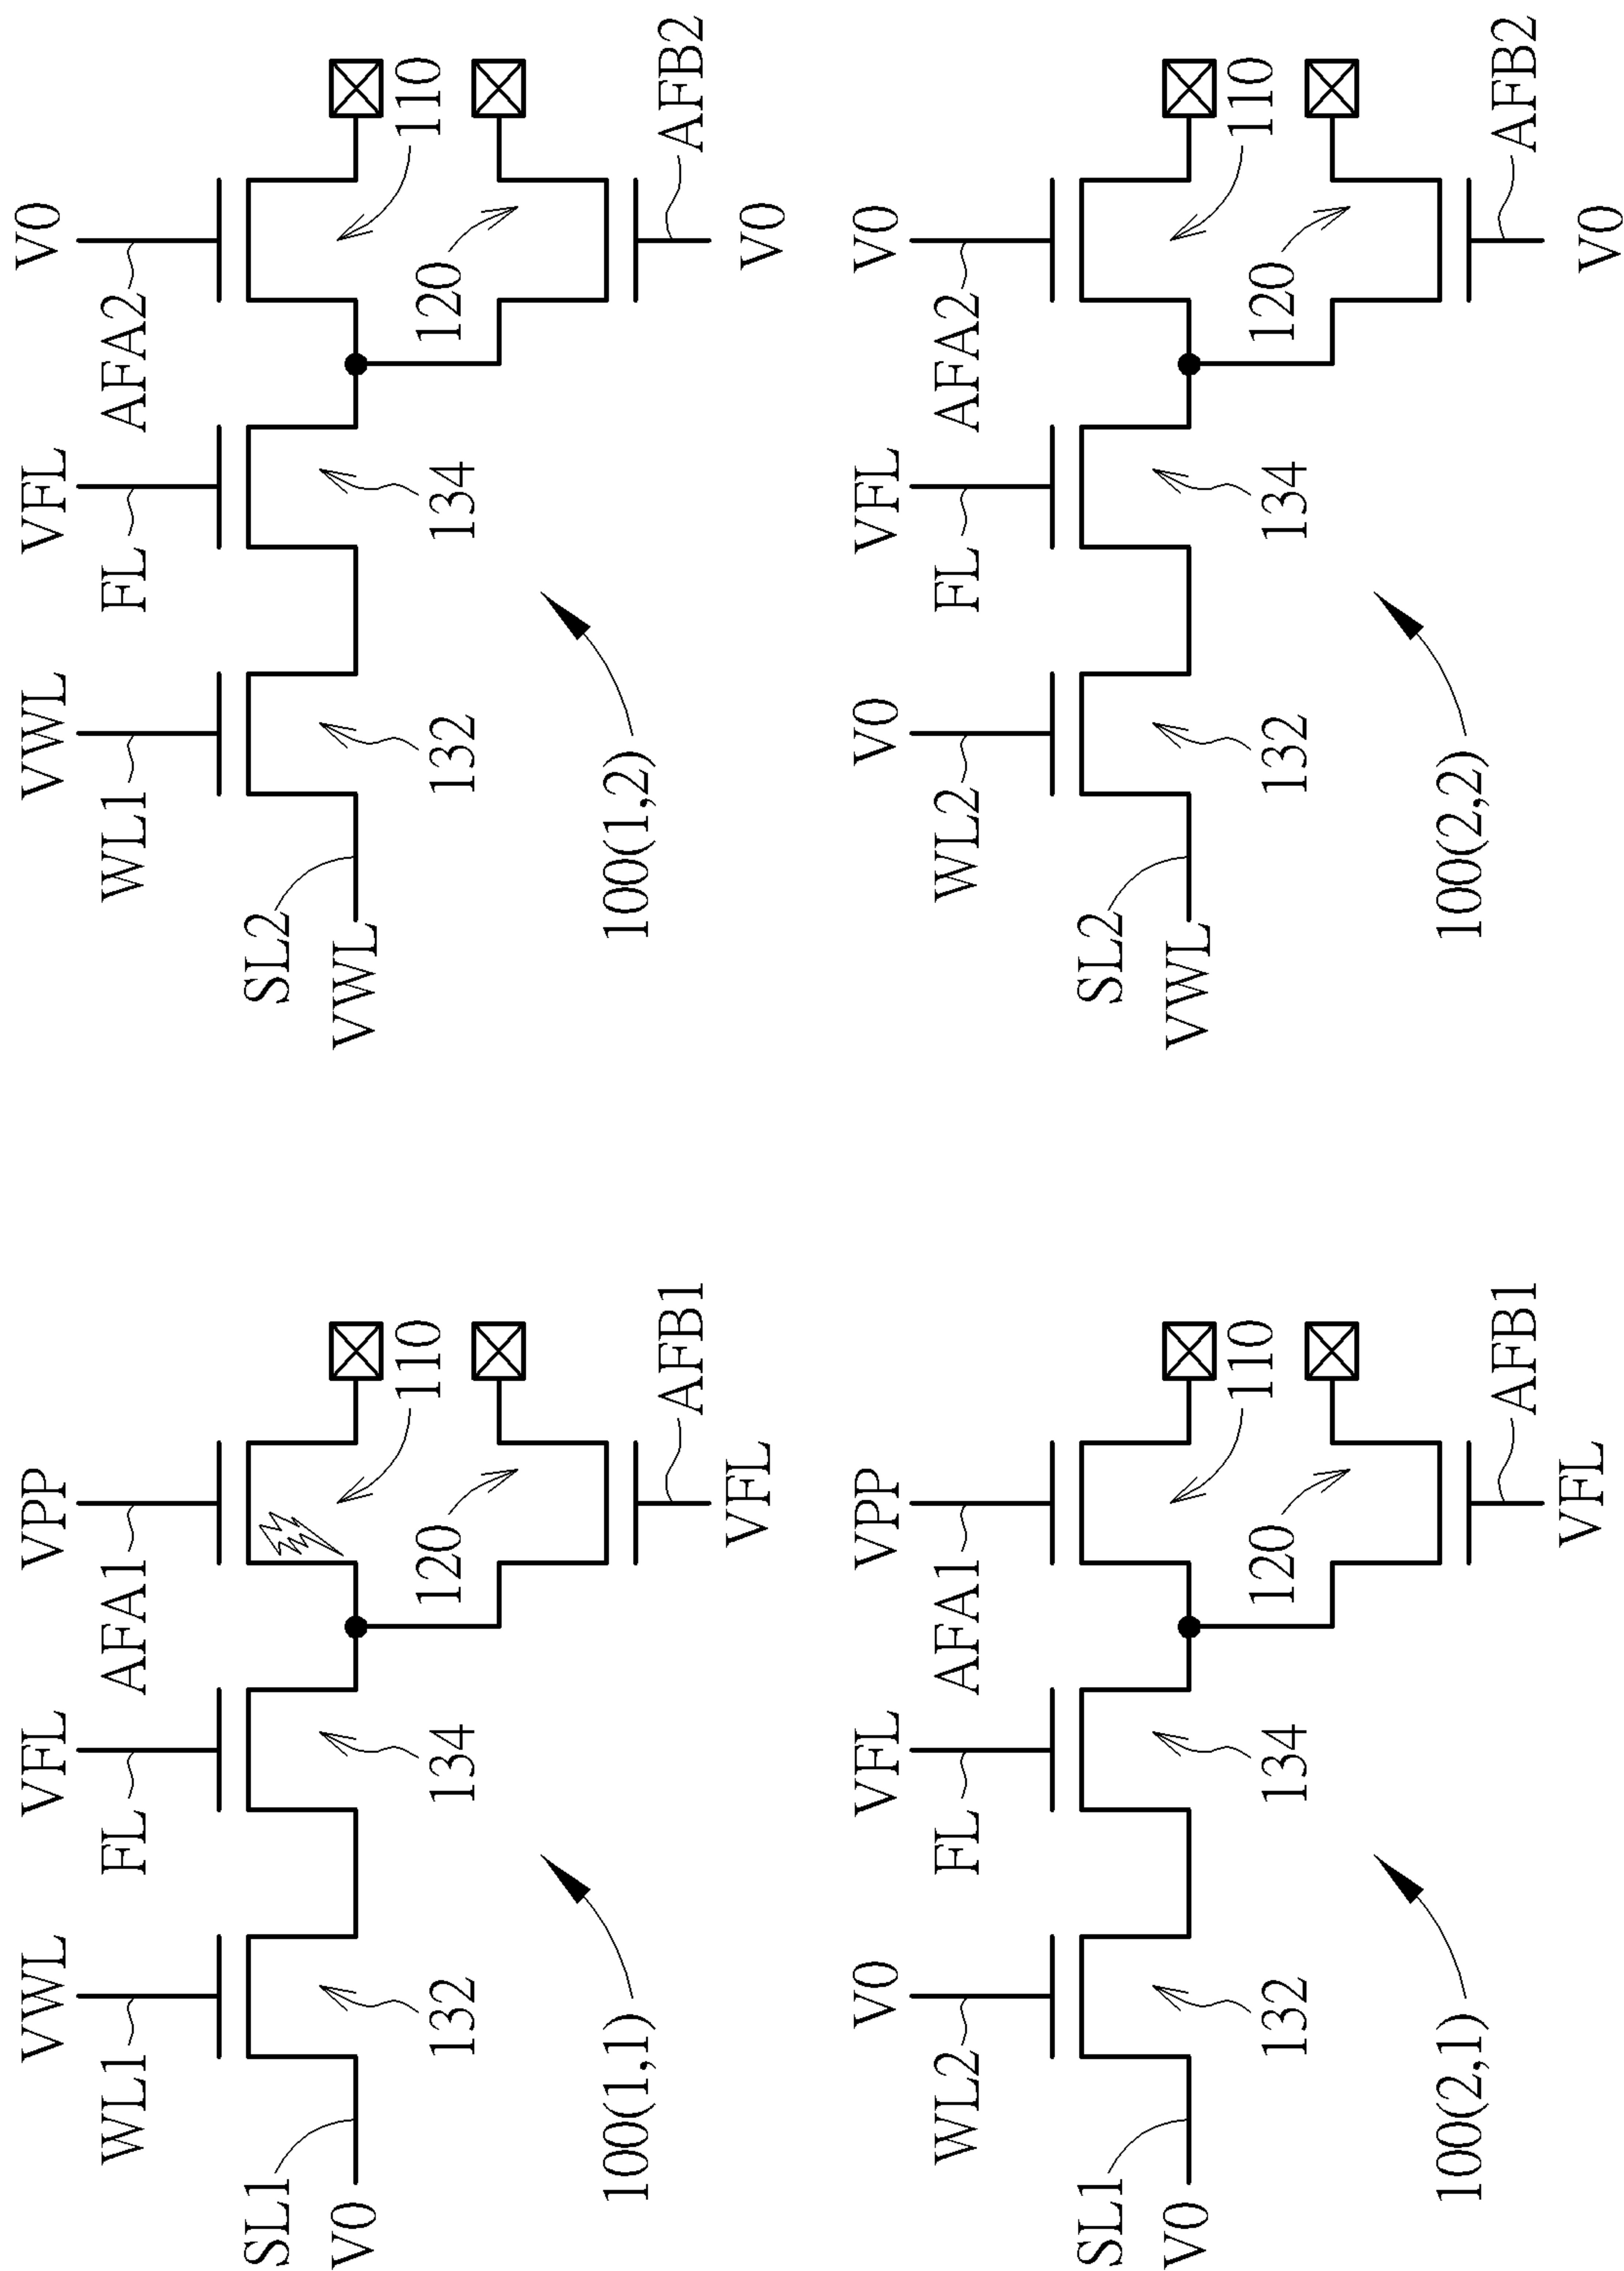 VWL
WL1
VFL
FL
VPP
AFA1
SL1
V0
132
134
110
120
AFB1
VFL
100(1,1)
VWL
WL1
VFL
FL
V0
AFA2
SL2
VWL
132
134
110
120
AFB2
V0
100(1,2)
V0
WL2
VFL
FL
VPP
AFA1
SL1
V0
132
134
110
120
AFB1
VFL
100(2,1)
V0
WL2
VFL
FL
V0
AFA2
SL2
VWL
132
134
110
120
AFB2
V0
100(2,2)